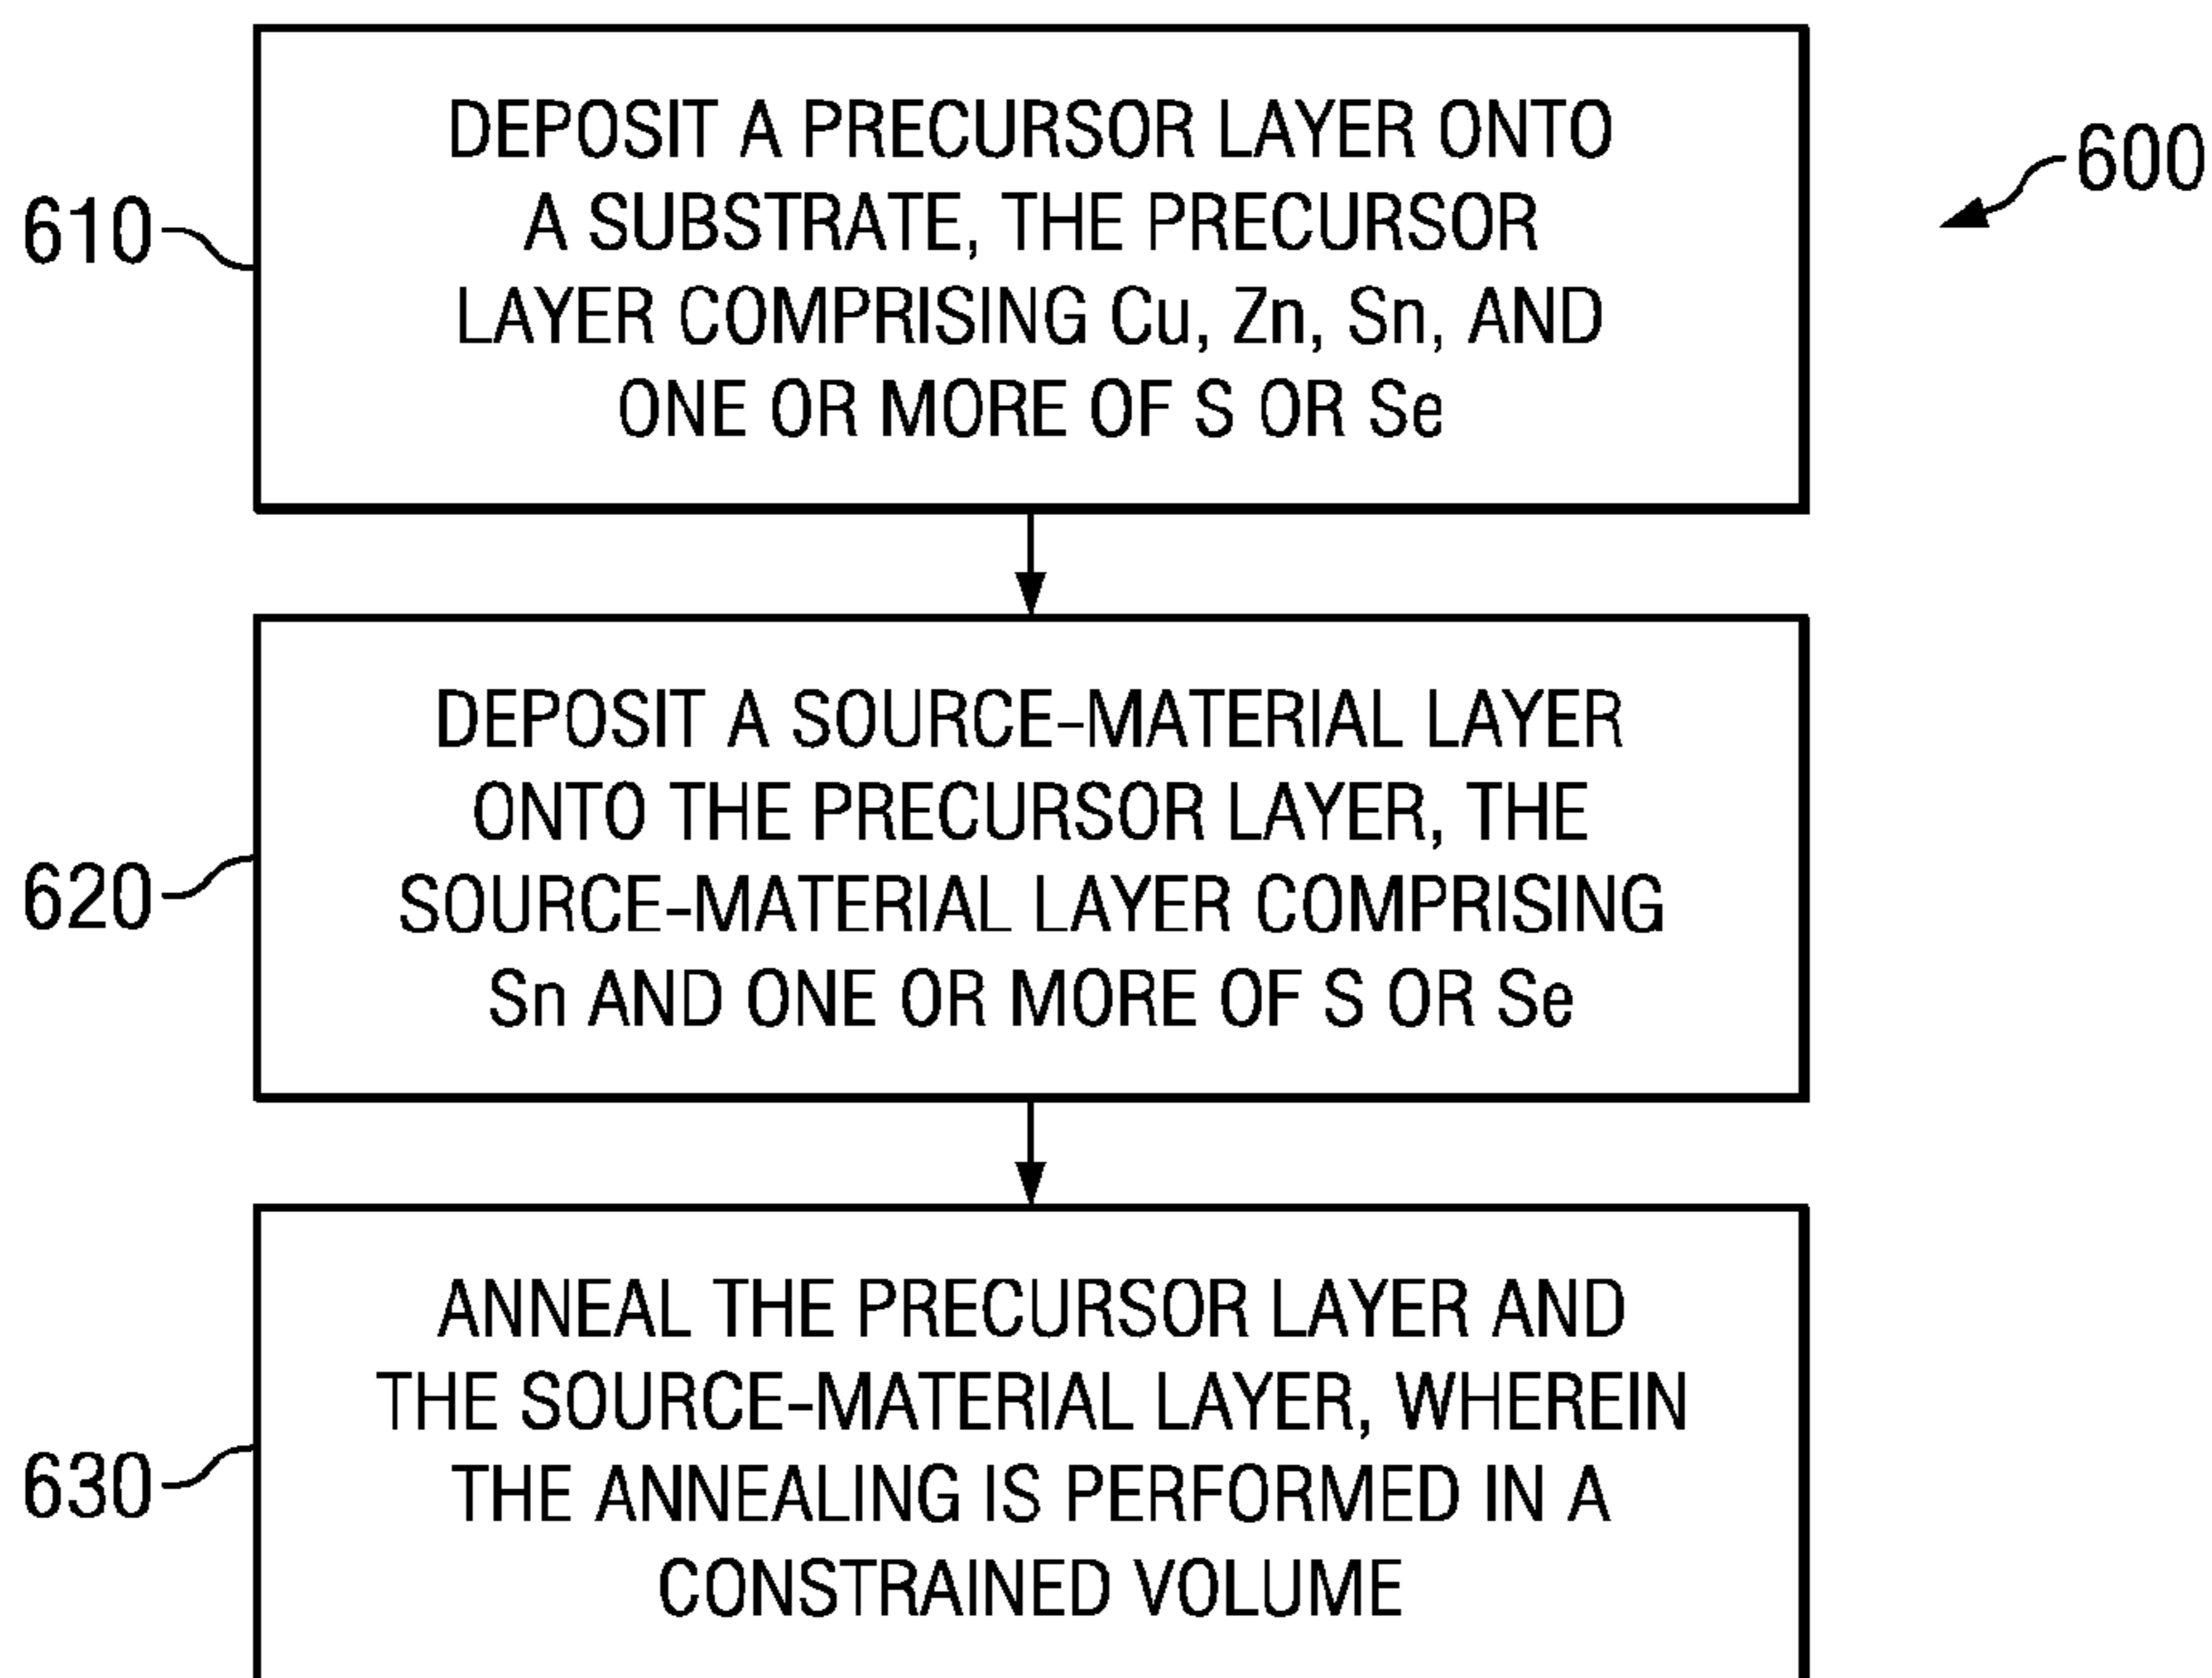 600
610
DEPOSIT A PRECURSOR LAYER ONTO
A SUBSTRATE, THE PRECURSOR
LAYER COMPRISING Cu, Zn, Sn, AND
ONE OR MORE OF S OR Se
620
DEPOSIT A SOURCE-MATERIAL LAYER
ONTO THE PRECURSOR LAYER, THE
SOURCE-MATERIAL LAYER COMPRISING
Sn AND ONE OR MORE OF S OR Se
630
ANNEAL THE PRECURSOR LAYER AND
THE SOURCE-MATERIAL LAYER, WHEREIN
THE ANNEALING IS PERFORMED IN A
CONSTRAINED VOLUME